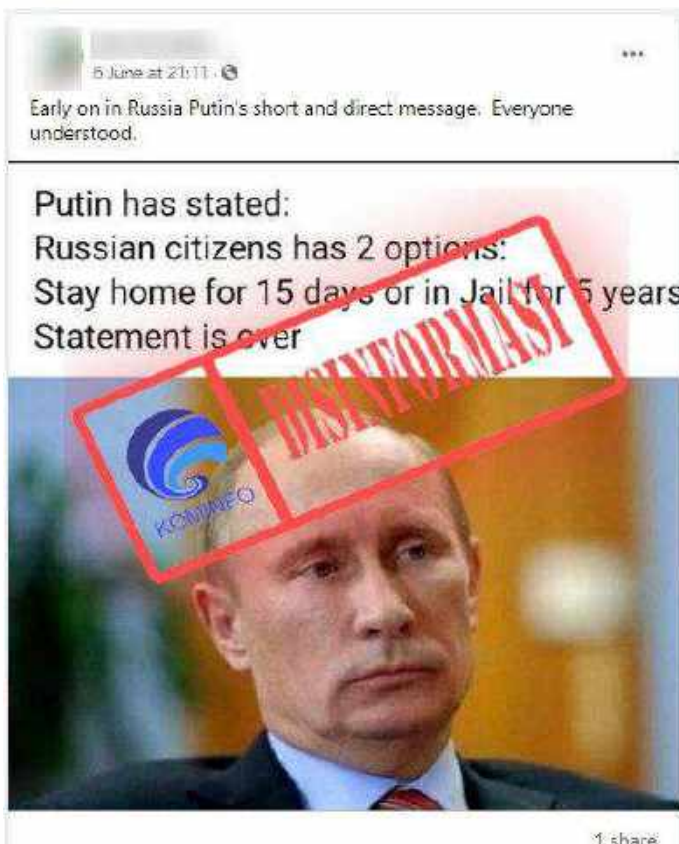 6 June at 21:11 ·
Early on in Russia Putin's short and direct message. Everyone
understood.
Putin has stated:
Russian citizens has 2 options:
Stay home for 15 days or in Jail for 5 years
Statement is over
DISINFORMASI
KOMINFO
1 share